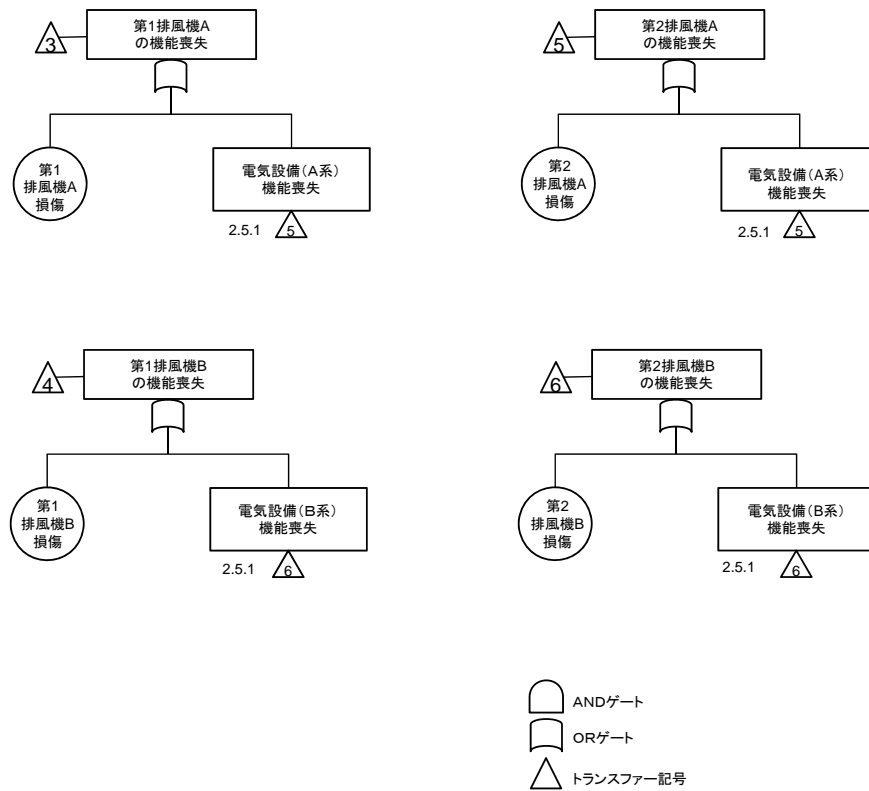 3
第1排風機A
の機能喪失
第1
排風機A
損傷
電気設備(A系)
機能喪失
2.5.1
5
5
第2排風機A
の機能喪失
第2
排風機A
損傷
電気設備(A系)
機能喪失
2.5.1
5
4
第1排風機B
の機能喪失
第1
排風機B
損傷
電気設備(B系)
機能喪失
2.5.1
6
6
第2排風機B
の機能喪失
第2
排風機B
損傷
電気設備(B系)
機能喪失
2.5.1
6
ANDゲート
ORゲート
トランスファー記号